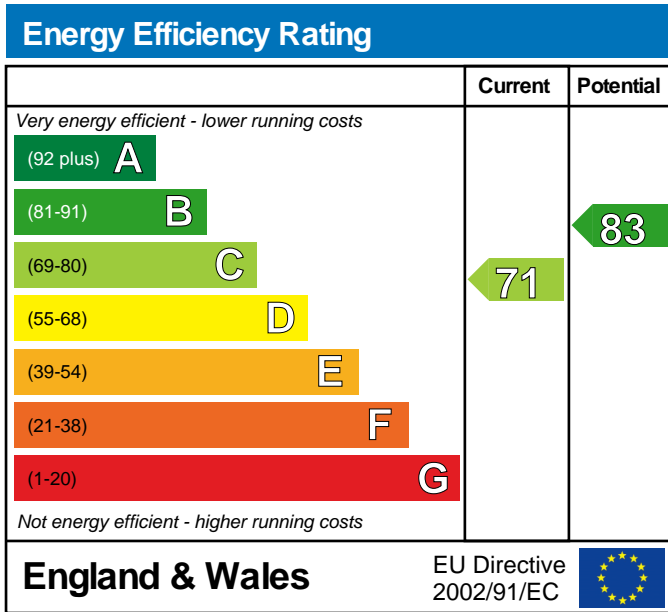 Energy Efficiency Rating
Current Potential
Very energy efficient - lower running costs
(92 plus) A
(81-91) B
83
(69-80) C
71
(55-68) D
(39-54) E
(21-38) F
(1-20) G
Not energy efficient - higher running costs
England & Wales
EU Directive
2002/91/EC